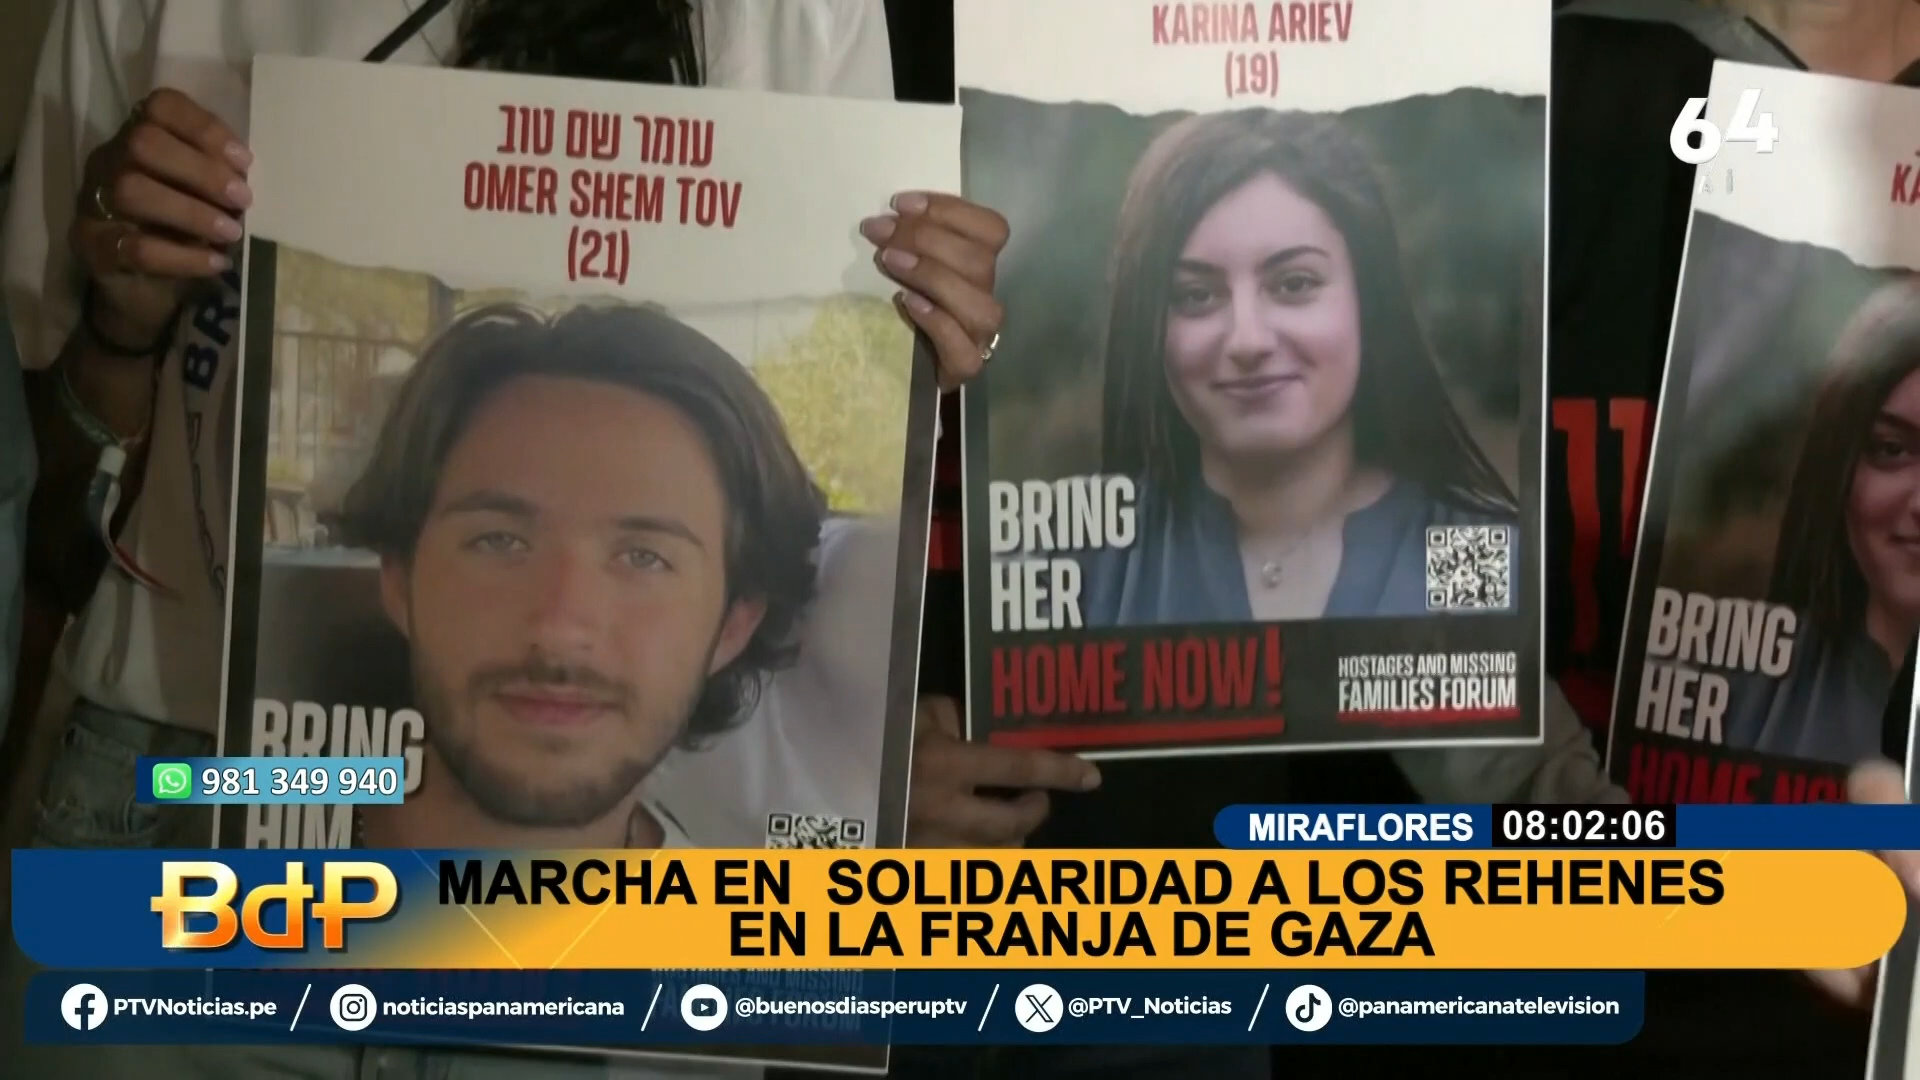 עומר שם טוב
OMER SHEM TOV
(21)
BRING
HIM
KARINA ARIEV
(19)
BRING
HER
HOME NOW!
HOSTAGES AND MISSING
FAMILIES FORUM
BRING
HER
64
981 349 940
MIRAFLORES 08:02:06
BdP
MARCHA EN SOLIDARIDAD A LOS REHENES
EN LA FRANJA DE GAZA
PTVNoticias.pe / noticiaspanamericana / @buenosdiasperuptv / @PTV_Noticias / @panamericanatelevision